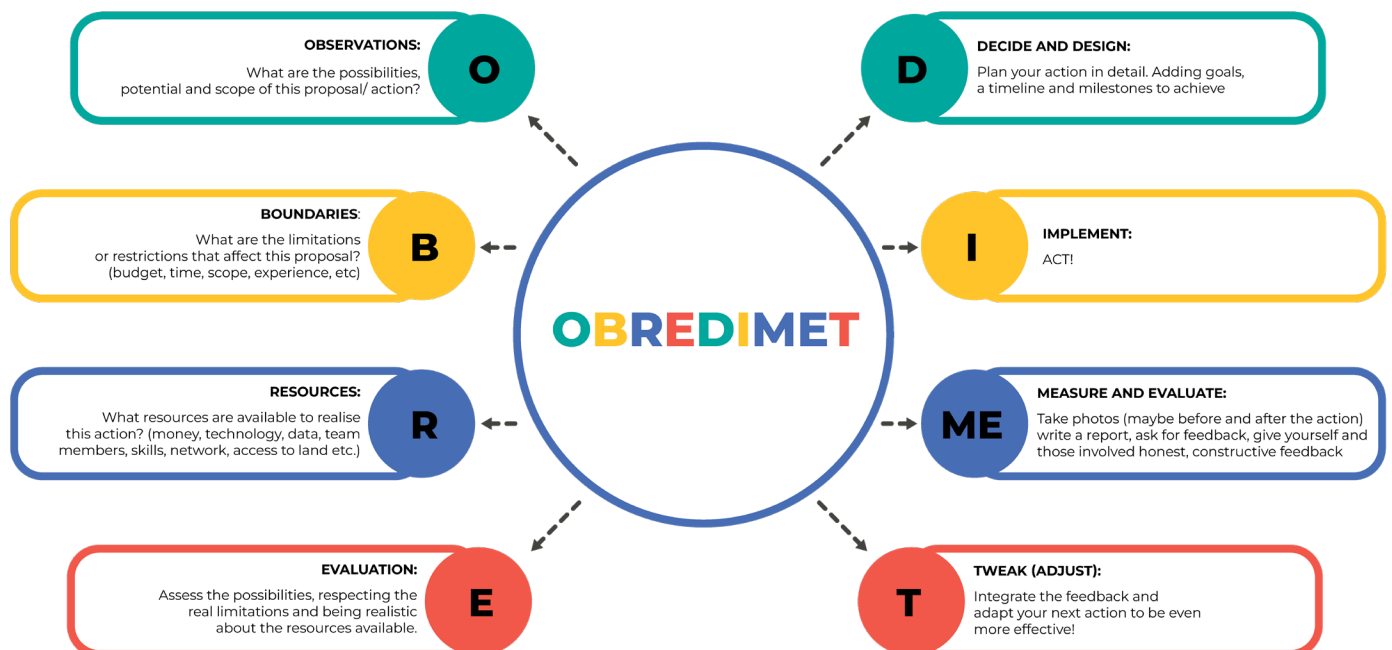 O
OBSERVATIONS:
What are the possibilities,
potential and scope of this proposal/ action?
B
BOUNDARIES:
What are the limitations
or restrictions that affect this proposal?
(budget, time, scope, experience, etc)
R
RESOURCES:
What resources are available to realise
this action? (money, technology, data, team
members, skills, network, access to land etc.)
E
EVALUATION:
Assess the possibilities, respecting the
real limitations and being realistic
about the resources available.
OBREDIMET
D
DECIDE AND DESIGN:
Plan your action in detail. Adding goals,
a timeline and milestones to achieve
I
IMPLEMENT:
ACT!
ME
MEASURE AND EVALUATE:
Take photos (maybe before and after the action)
write a report, ask for feedback, give yourself and
those involved honest, constructive feedback
T
TWEAK (ADJUST):
Integrate the feedback and
adapt your next action to be even
more effective!